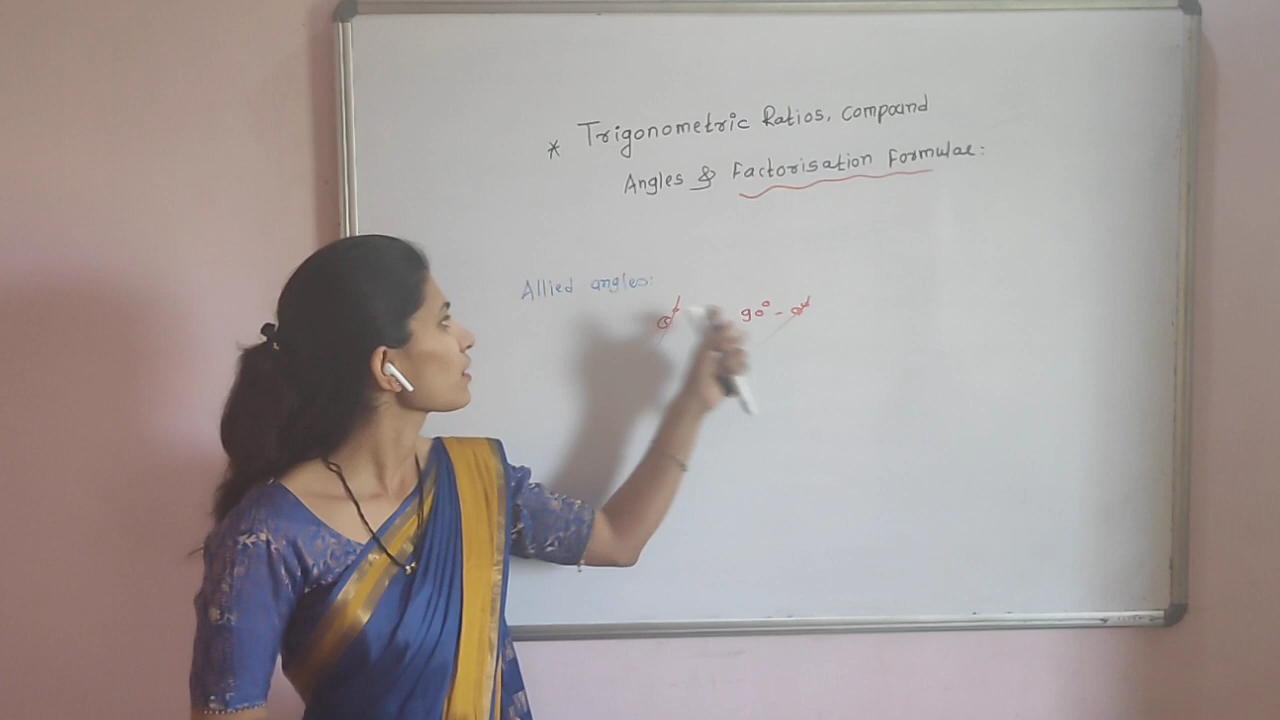 * Trigonometric Ratios, compound
Angles & Factorisation Formulae:
Allied angles:
90° -